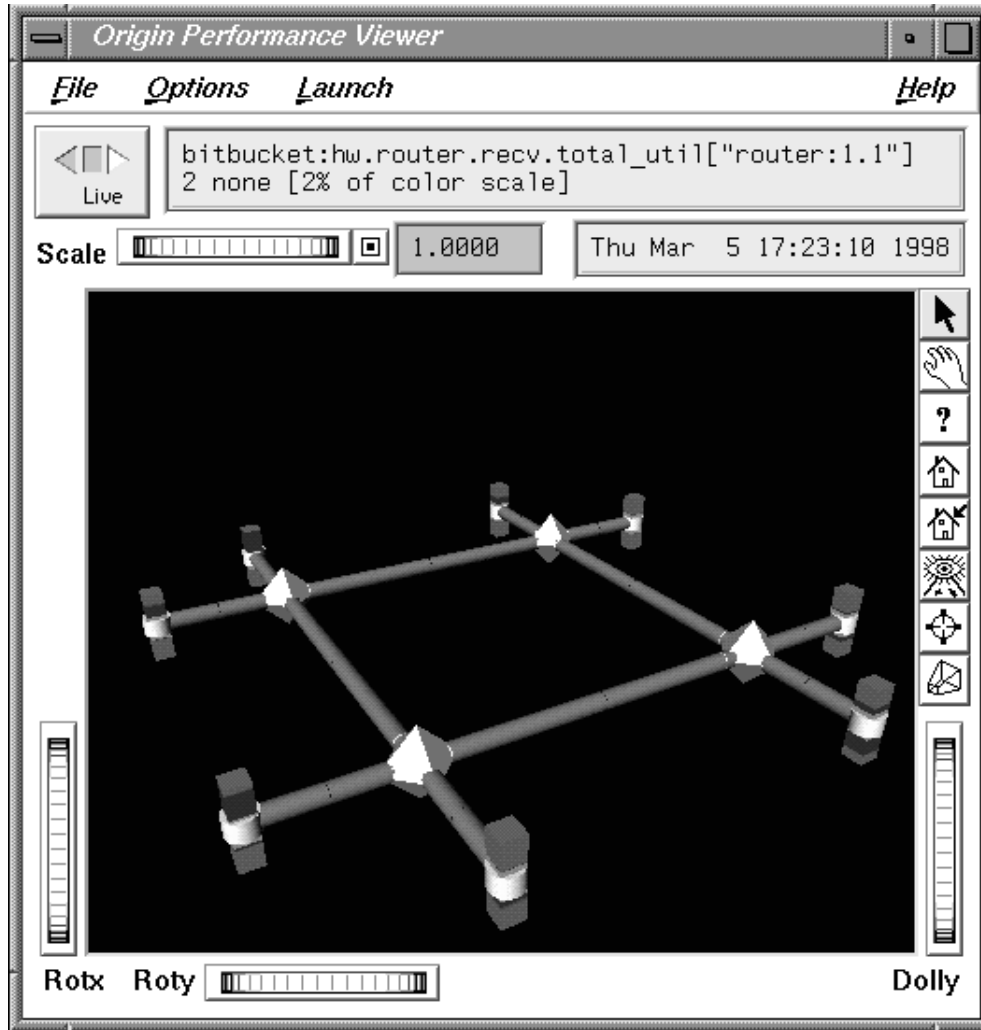 Origin Performance Viewer
File Options Launch Help
Live
bitbucket:hw.router.recv.total_util["router:1.1"]
2 none [2% of color scale]
Scale 1.0000 Thu Mar 5 17:23:10 1998
?
Rotx Roty Dolly